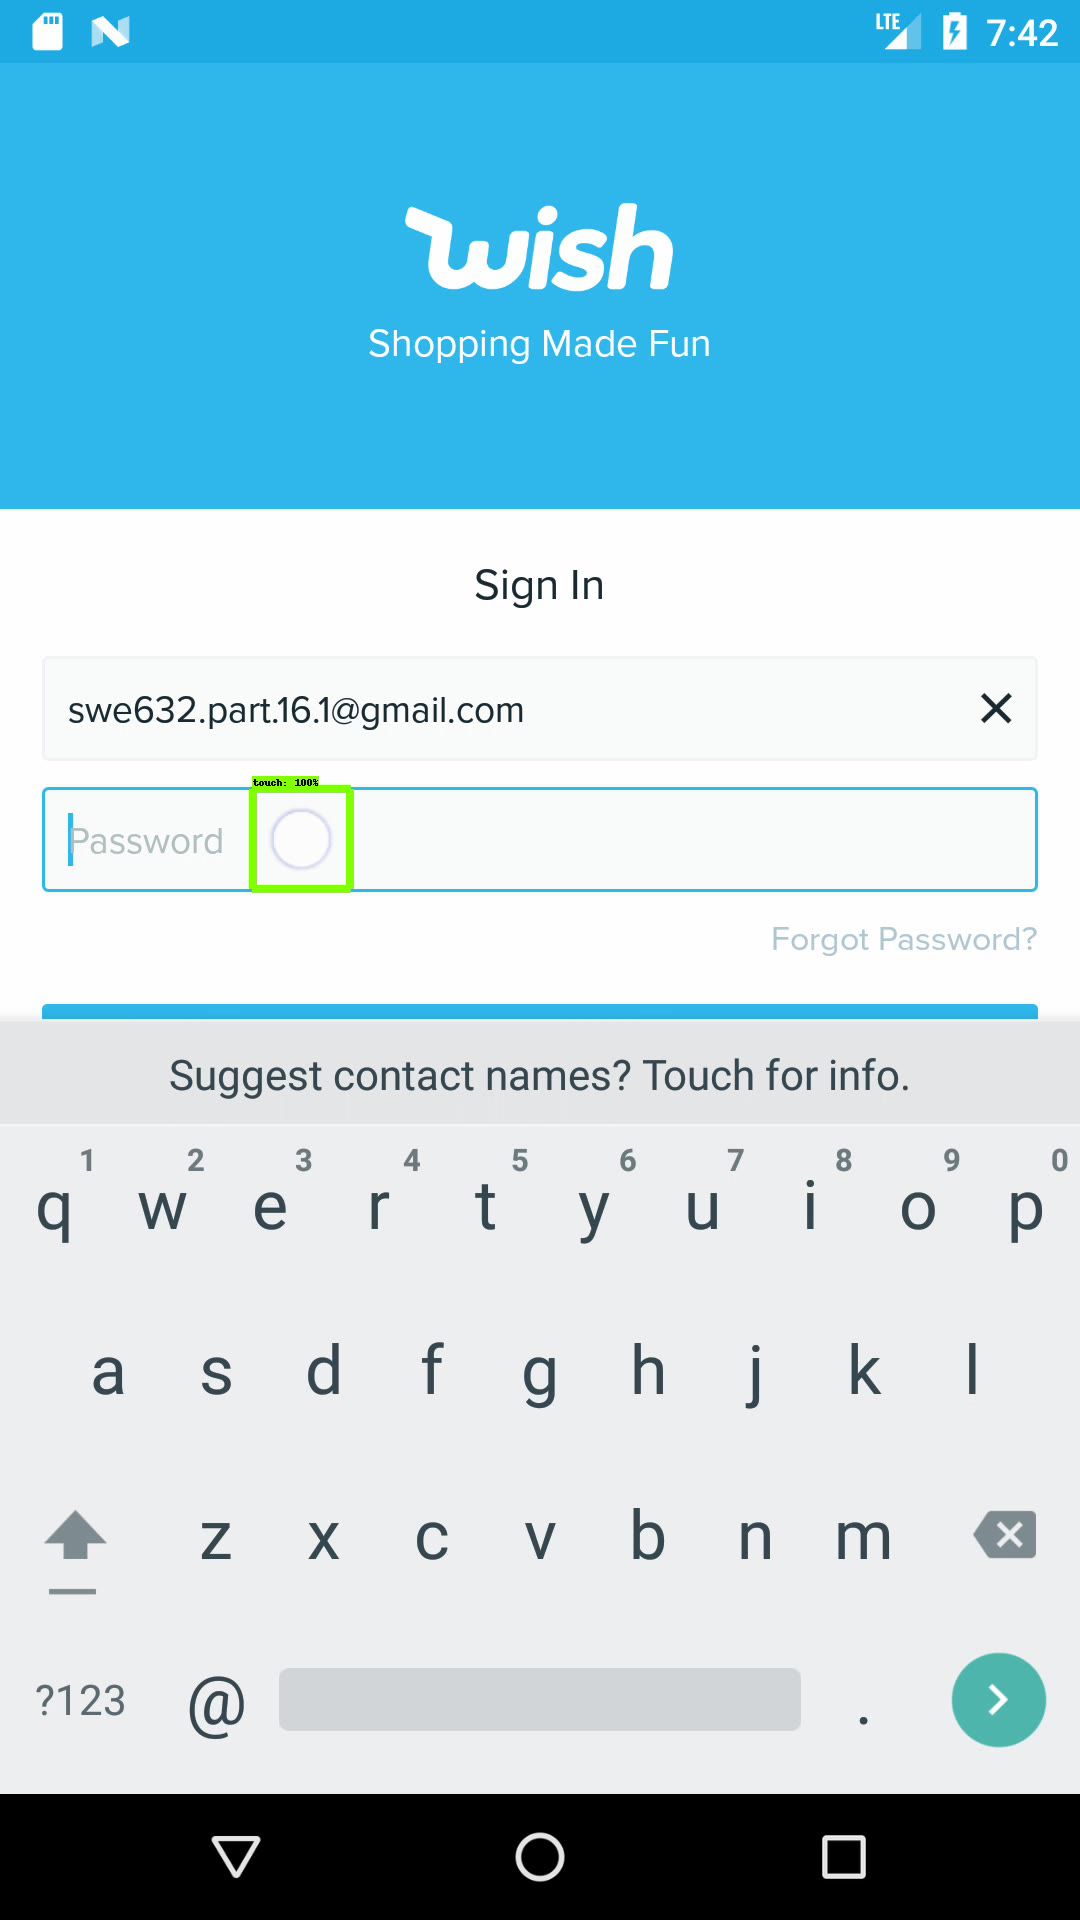 LTE 7:42
wish
Shopping Made Fun
Sign In
swe632.part.16.1@gmail.com
touch: 100%
Password
Forgot Password?
Suggest contact names? Touch for info.
1 2 3 4 5 6 7 8 9 0
q w e r t y u i o p
a s d f g h j k l
z x c v b n m
?123 @ .